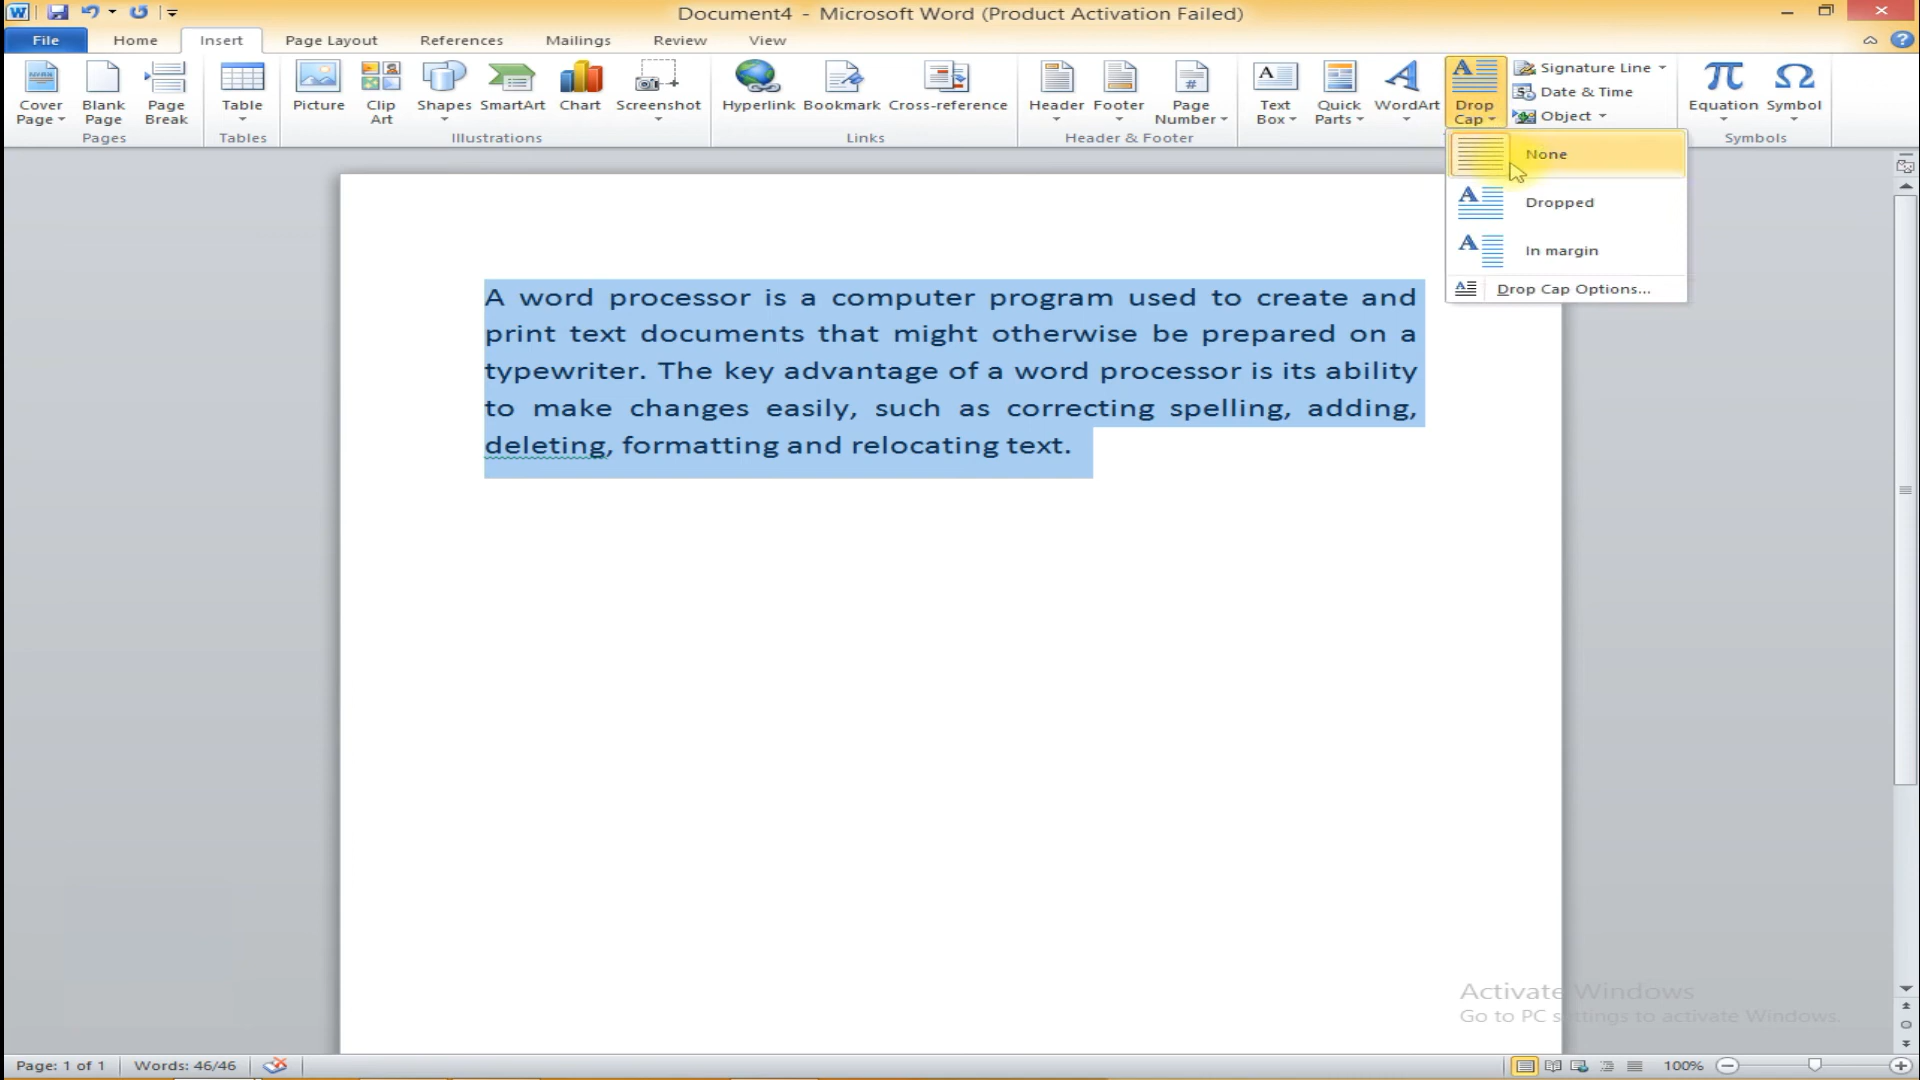 Document4 - Microsoft Word (Product Activation Failed)
File Home Insert Page Layout References Mailings Review View
Cover Page
Blank Page
Page Break
Pages
Table
Tables
Picture
Clip Art
Shapes
SmartArt
Chart
Screenshot
Illustrations
Hyperlink
Bookmark
Cross-reference
Links
Header
Footer
Page Number
Header & Footer
Text Box
Quick Parts
WordArt
Drop Cap
Signature Line
Date & Time
Object
Equation
Symbol
Symbols
None
Dropped
In margin
Drop Cap Options...
A word processor is a computer program used to create and
print text documents that might otherwise be prepared on a
typewriter. The key advantage of a word processor is its ability
to make changes easily, such as correcting spelling, adding,
deleting, formatting and relocating text.
Activate Windows
Go to PC settings to activate Windows.
Page: 1 of 1 Words: 46/46 100%